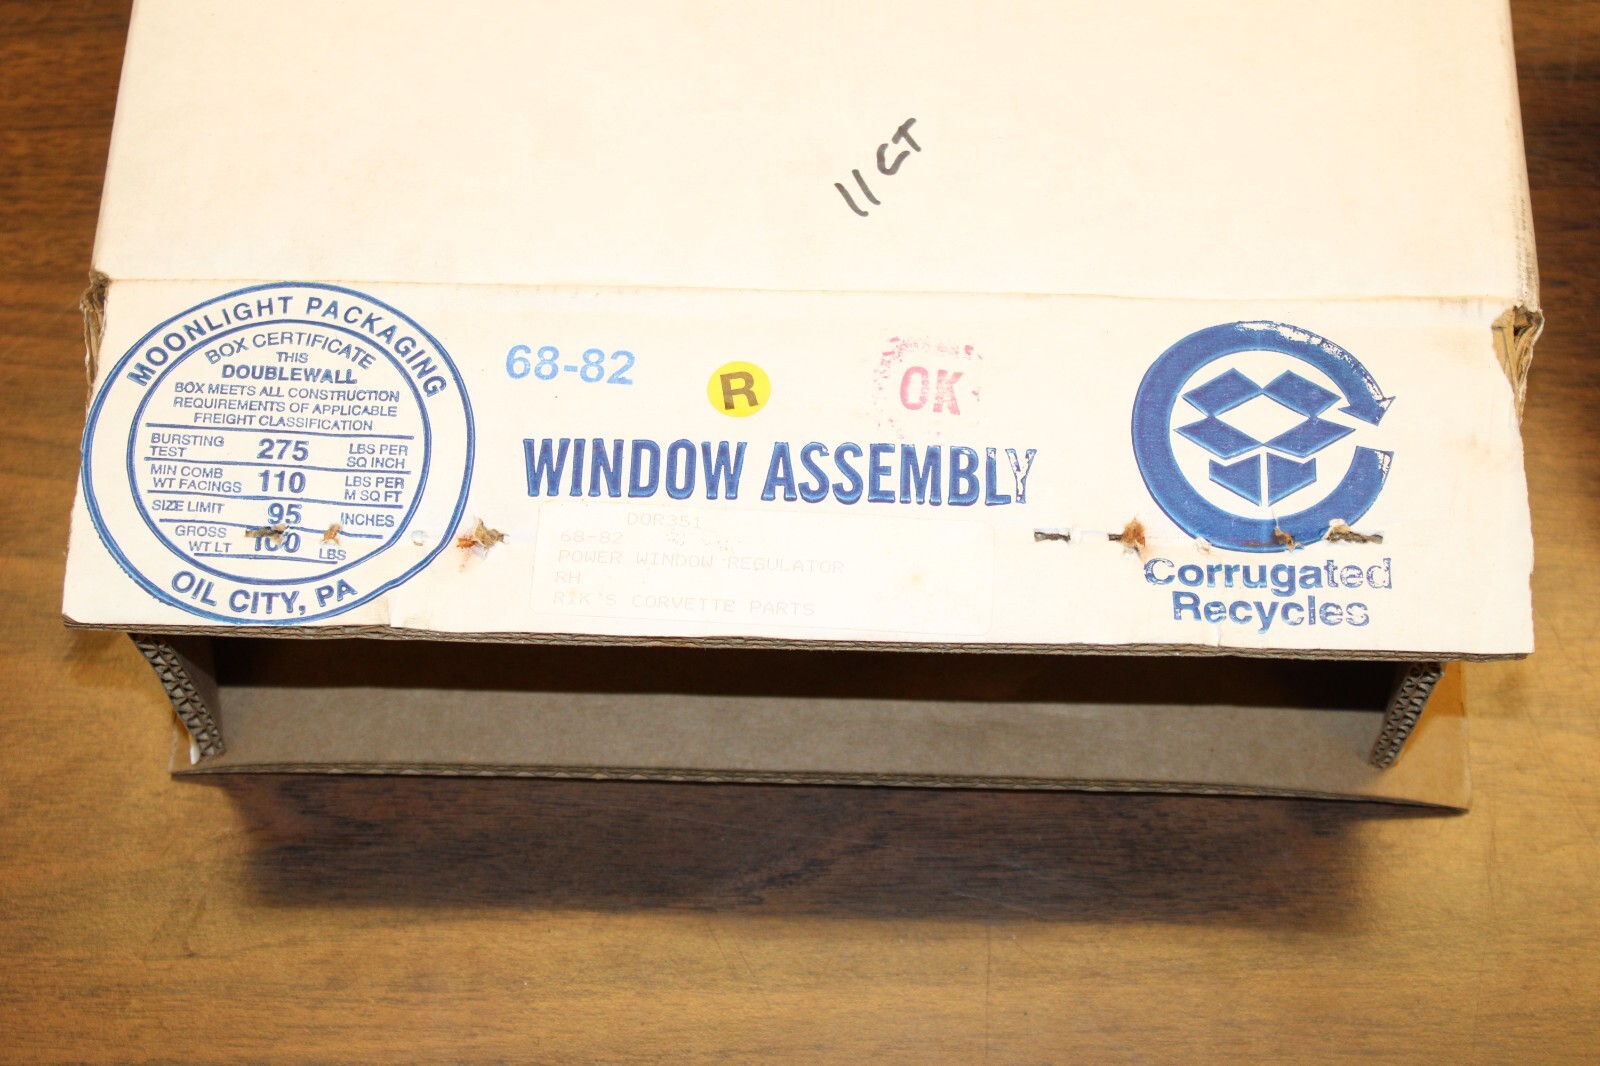 11 CT
MOONLIGHT PACKAGING
BOX CERTIFICATE
THIS
DOUBLEWALL
BOX MEETS ALL CONSTRUCTION
REQUIREMENTS OF APPLICABLE
FREIGHT CLASSIFICATION
BURSTING TEST 275 LBS PER SQ INCH
MIN COMB WT FACINGS 110 LBS PER M SQ FT
SIZE LIMIT 95 INCHES
GROSS WT LT 100 LBS
OIL CITY, PA
68-82
R
OK
WINDOW ASSEMBLY
DOR351
68-82
POWER WINDOW REGULATOR
RH
RIK'S CORVETTE PARTS
Corrugated
Recycles